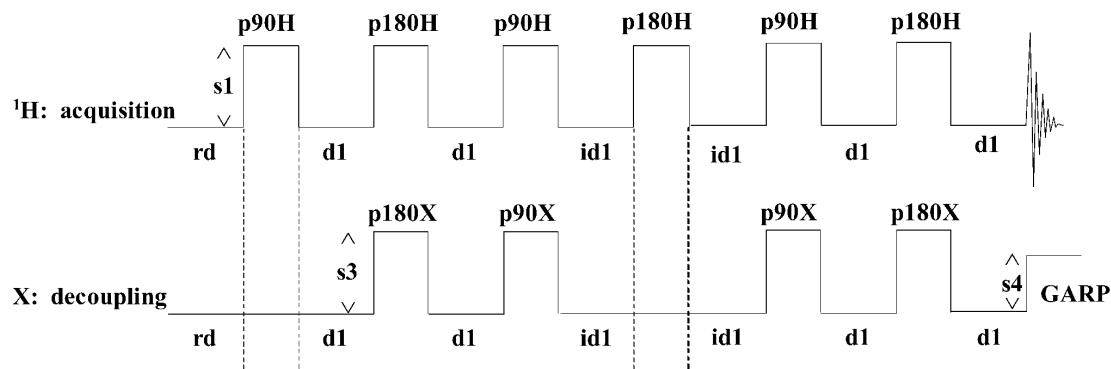 p90H p180H p90H p180H p90H p180H
s1
¹H: acquisition
rd d1 d1 id1 id1 d1 d1
p180X p90X p90X p180X
s3 s4
X: decoupling GARP
rd d1 d1 id1 id1 d1 d1